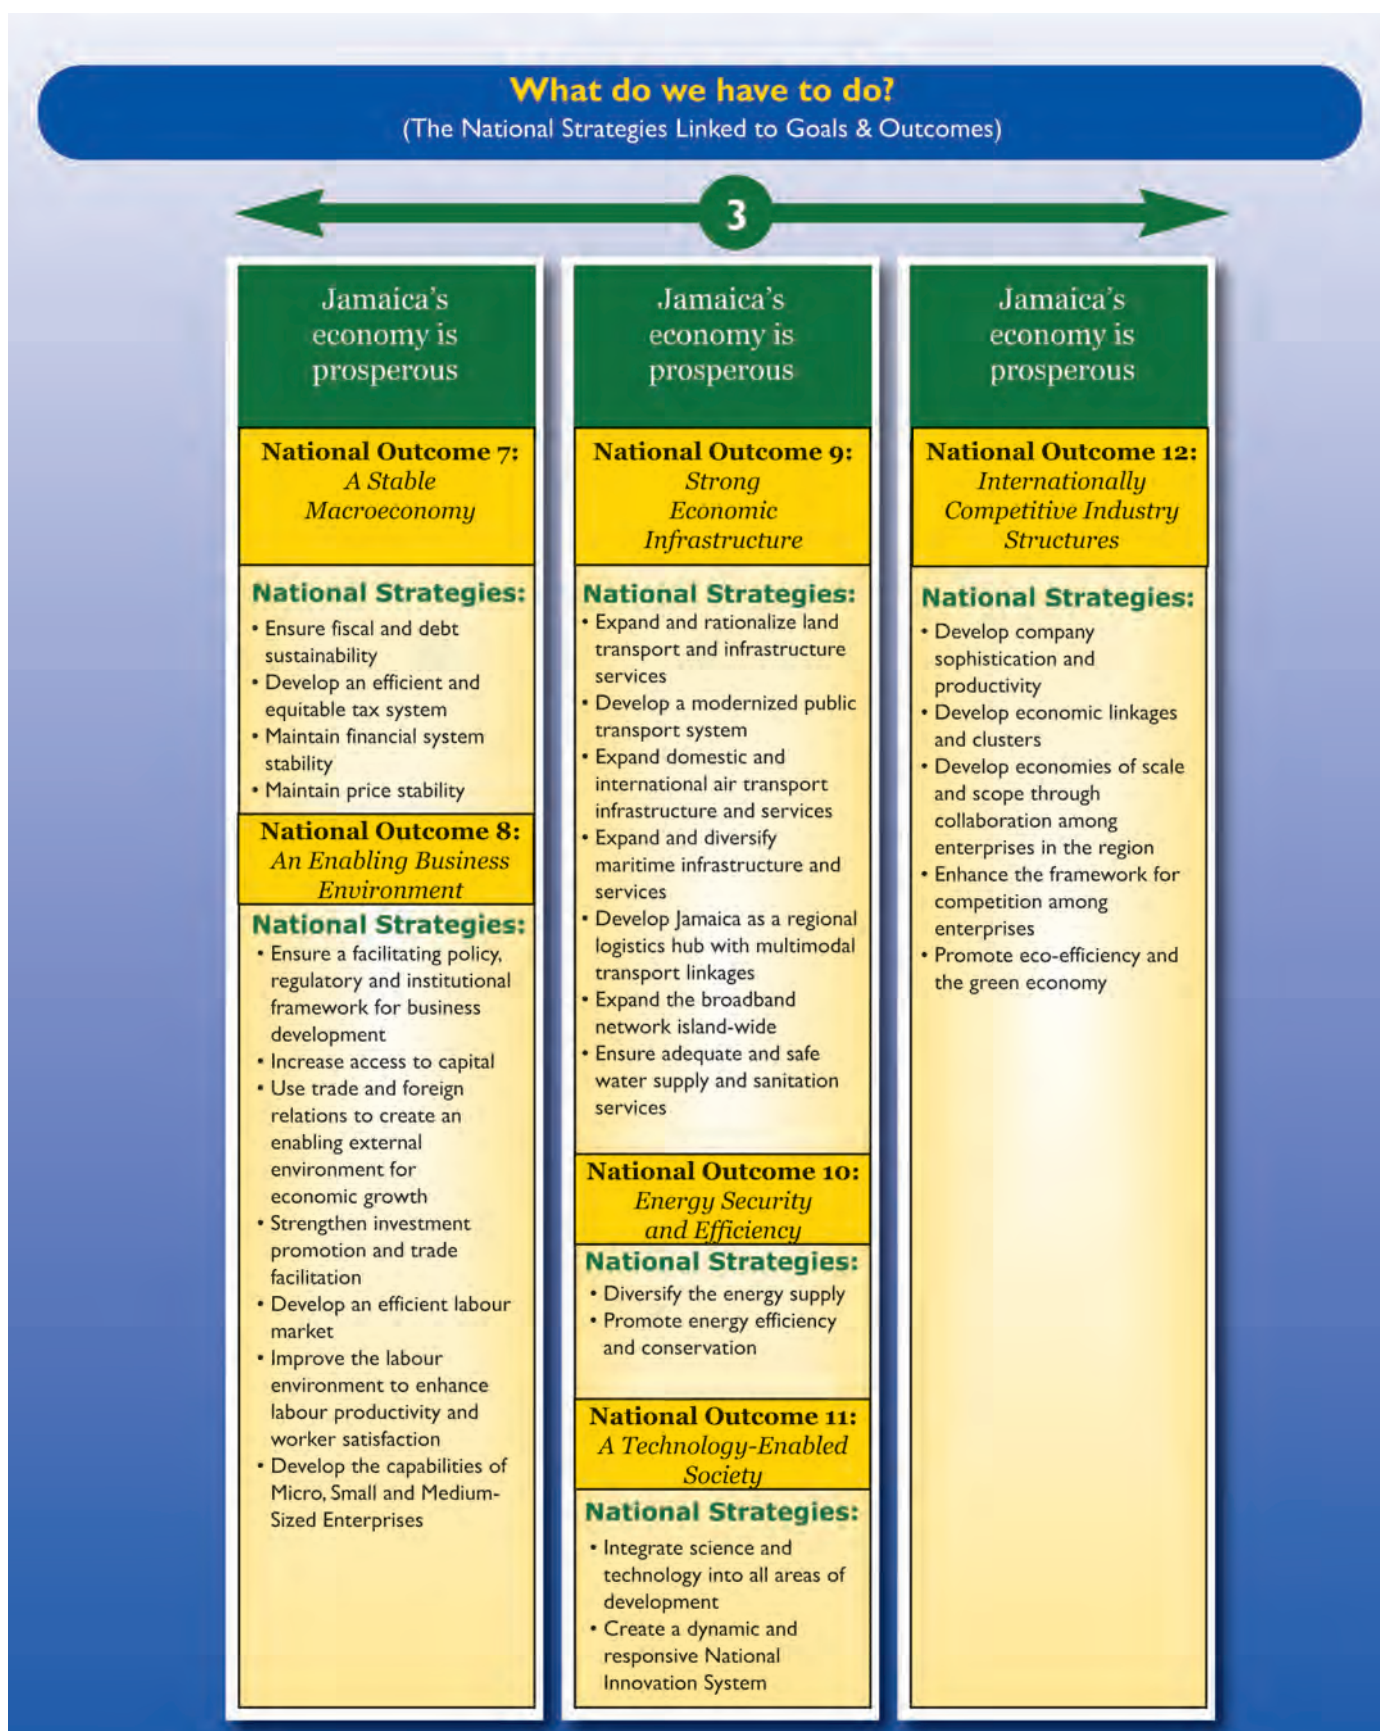 What do we have to do?
(The National Strategies Linked to Goals & Outcomes)
3
Jamaica's
economy is
prosperous
National Outcome 7:
A Stable
Macroeconomy
National Strategies:
• Ensure fiscal and debt
sustainability
• Develop an efficient and
equitable tax system
• Maintain financial system
stability
• Maintain price stability
National Outcome 8:
An Enabling Business
Environment
National Strategies:
• Ensure a facilitating policy,
regulatory and institutional
framework for business
development
• Increase access to capital
• Use trade and foreign
relations to create an
enabling external
environment for
economic growth
• Strengthen investment
promotion and trade
facilitation
• Develop an efficient labour
market
• Improve the labour
environment to enhance
labour productivity and
worker satisfaction
• Develop the capabilities of
Micro, Small and Medium-
Sized Enterprises
Jamaica's
economy is
prosperous
National Outcome 9:
Strong
Economic
Infrastructure
National Strategies:
• Expand and rationalize land
transport and infrastructure
services
• Develop a modernized public
transport system
• Expand domestic and
international air transport
infrastructure and services
• Expand and diversify
maritime infrastructure and
services
• Develop Jamaica as a regional
logistics hub with multimodal
transport linkages
• Expand the broadband
network island-wide
• Ensure adequate and safe
water supply and sanitation
services
National Outcome 10:
Energy Security
and Efficiency
National Strategies:
• Diversify the energy supply
• Promote energy efficiency
and conservation
National Outcome 11:
A Technology-Enabled
Society
National Strategies:
• Integrate science and
technology into all areas of
development
• Create a dynamic and
responsive National
Innovation System
Jamaica's
economy is
prosperous
National Outcome 12:
Internationally
Competitive Industry
Structures
National Strategies:
• Develop company
sophistication and
productivity
• Develop economic linkages
and clusters
• Develop economies of scale
and scope through
collaboration among
enterprises in the region
• Enhance the framework for
competition among
enterprises
• Promote eco-efficiency and
the green economy